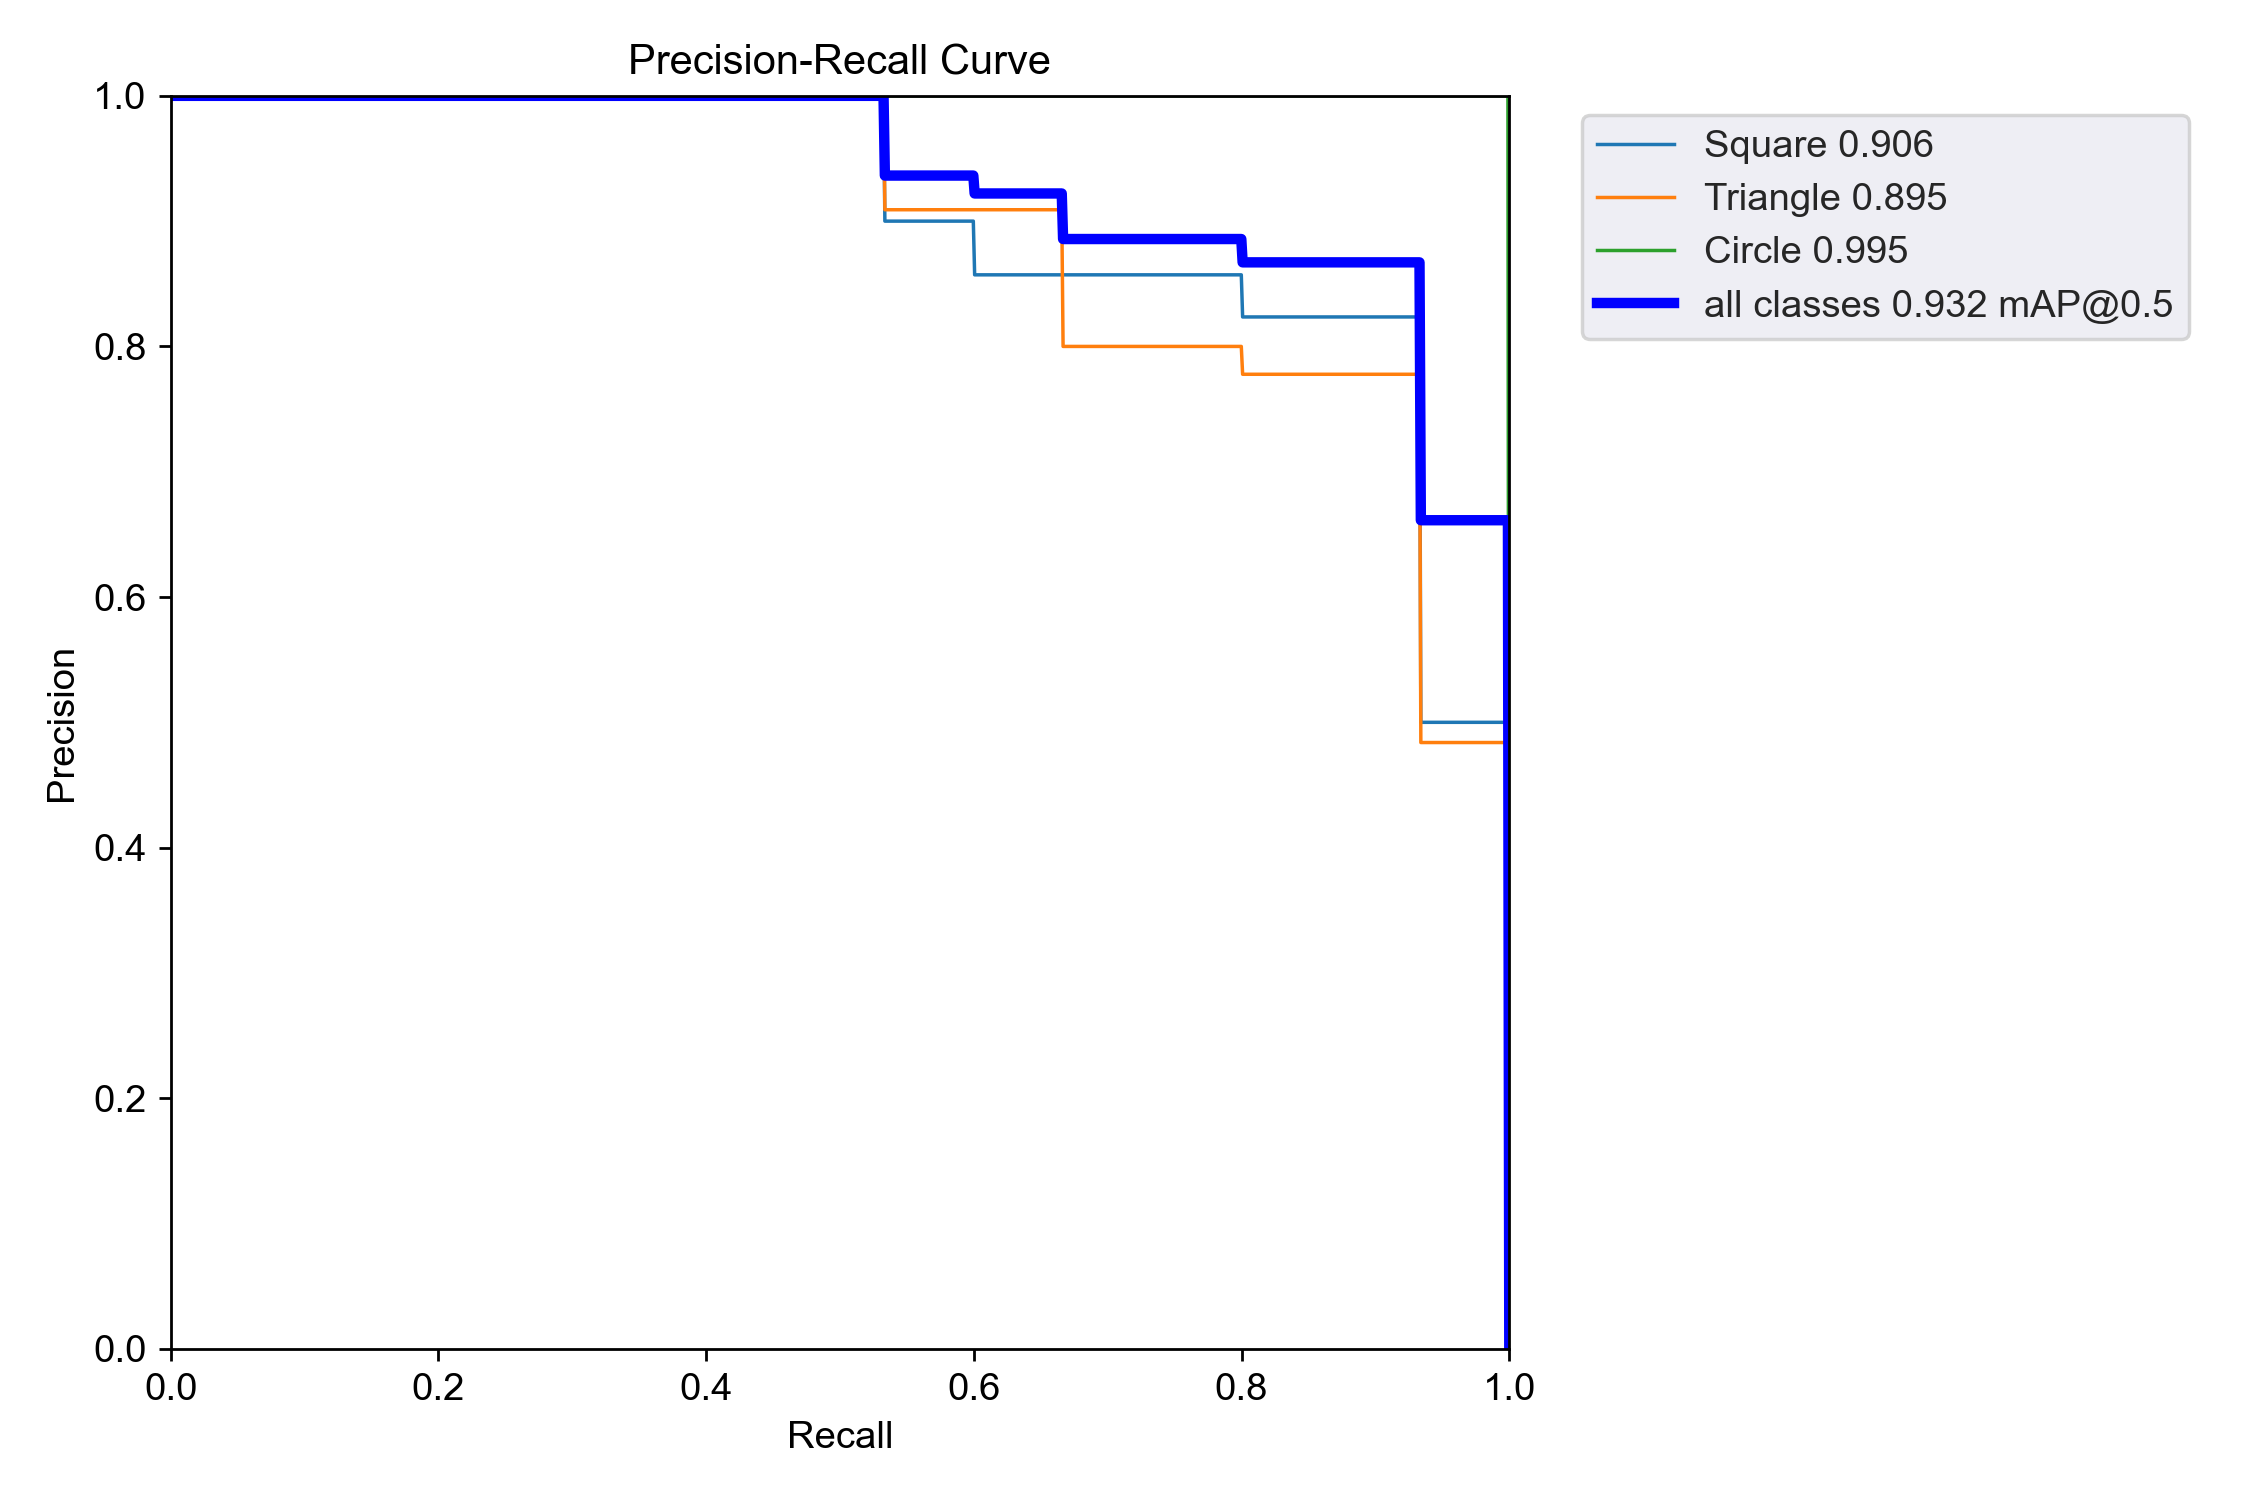 Precision-Recall Curve
1.0
0.8
0.6
0.4
0.2
0.0
Precision
0.0 0.2 0.4 0.6 0.8 1.0
Recall
Square 0.906
Triangle 0.895
Circle 0.995
all classes 0.932 mAP@0.5